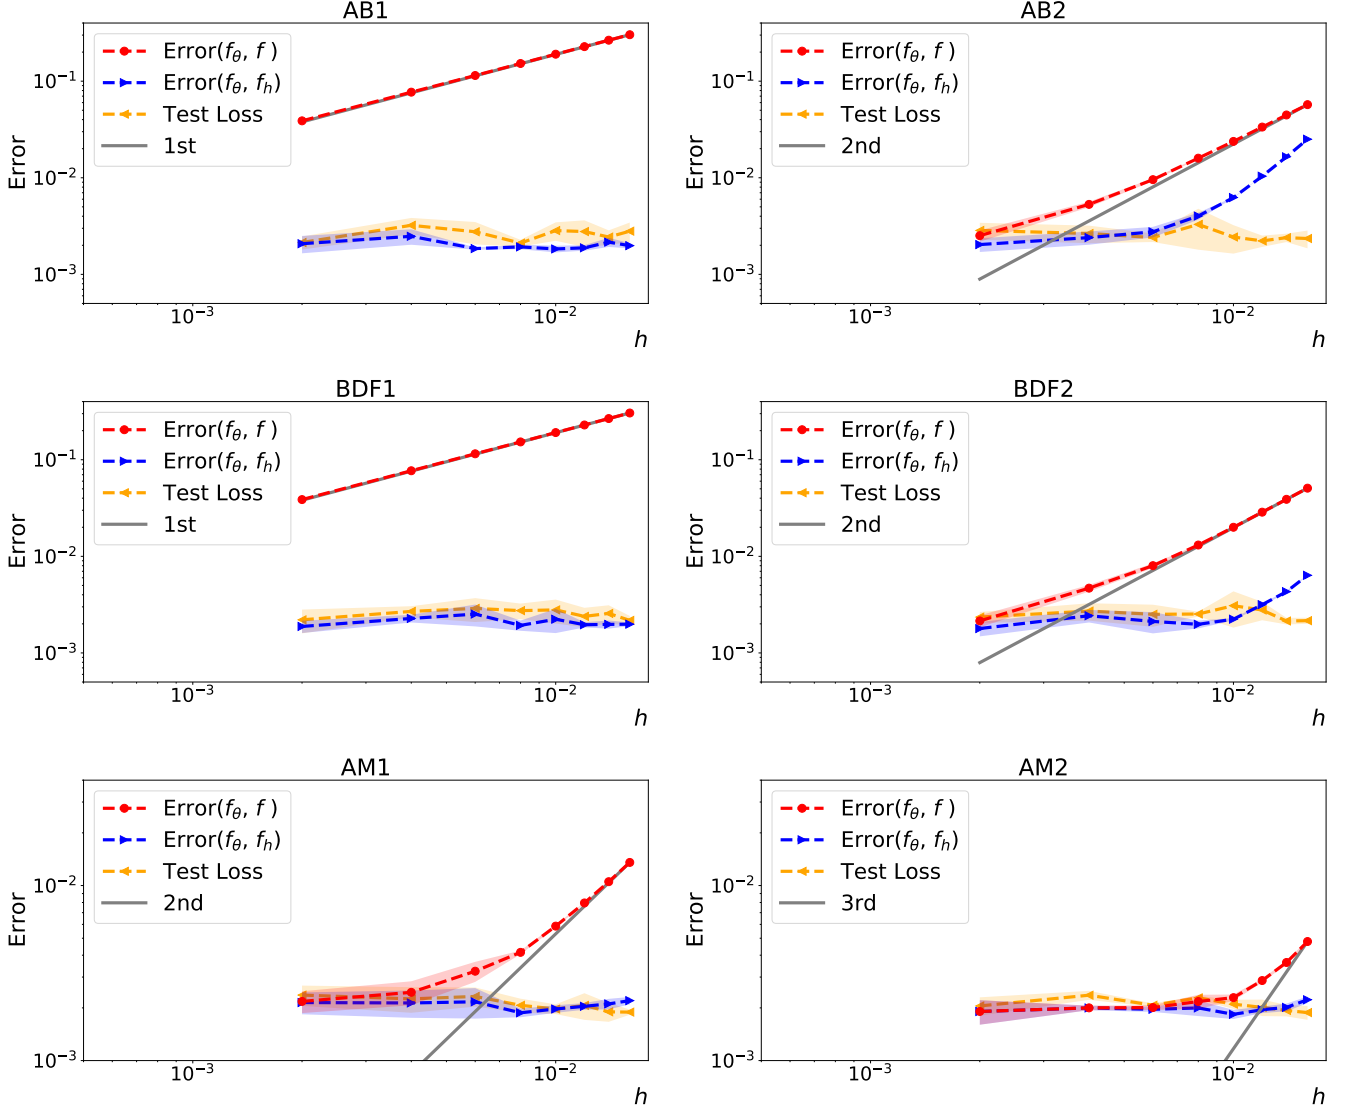 AB1
Error
10⁻¹
10⁻²
10⁻³
Error(fθ, f )
Error(fθ, fh)
Test Loss
1st
10⁻³
10⁻²
h
AB2
Error
10⁻¹
10⁻²
10⁻³
Error(fθ, f )
Error(fθ, fh)
Test Loss
2nd
10⁻³
10⁻²
h
BDF1
Error
10⁻¹
10⁻²
10⁻³
Error(fθ, f )
Error(fθ, fh)
Test Loss
1st
10⁻³
10⁻²
h
BDF2
Error
10⁻¹
10⁻²
10⁻³
Error(fθ, f )
Error(fθ, fh)
Test Loss
2nd
10⁻³
10⁻²
h
AM1
Error
10⁻²
10⁻³
Error(fθ, f )
Error(fθ, fh)
Test Loss
2nd
10⁻³
10⁻²
h
AM2
Error
10⁻²
10⁻³
Error(fθ, f )
Error(fθ, fh)
Test Loss
3rd
10⁻³
10⁻²
h